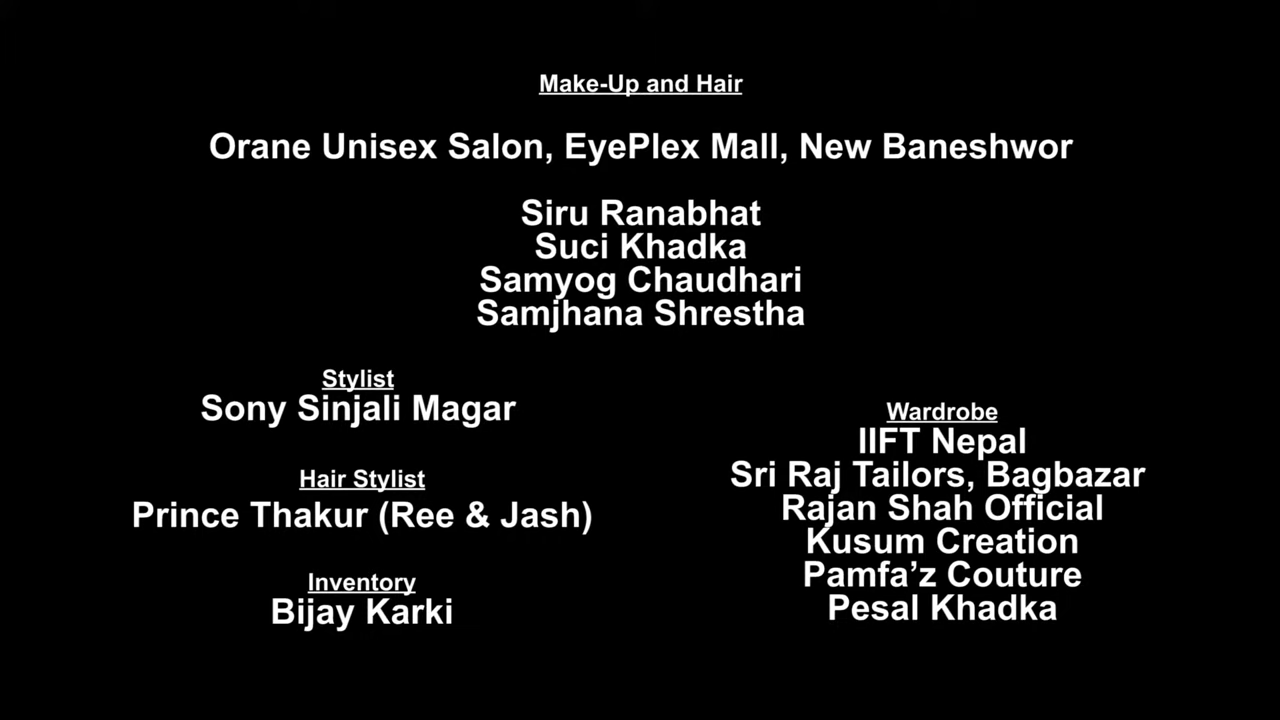 Make-Up and Hair
Orane Unisex Salon, EyePlex Mall, New Baneshwor
Siru Ranabhat
Suci Khadka
Samyog Chaudhari
Samjhana Shrestha
Stylist
Sony Sinjali Magar
Hair Stylist
Prince Thakur (Ree & Jash)
Inventory
Bijay Karki
Wardrobe
IIFT Nepal
Sri Raj Tailors, Bagbazar
Rajan Shah Official
Kusum Creation
Pamfa’z Couture
Pesal Khadka